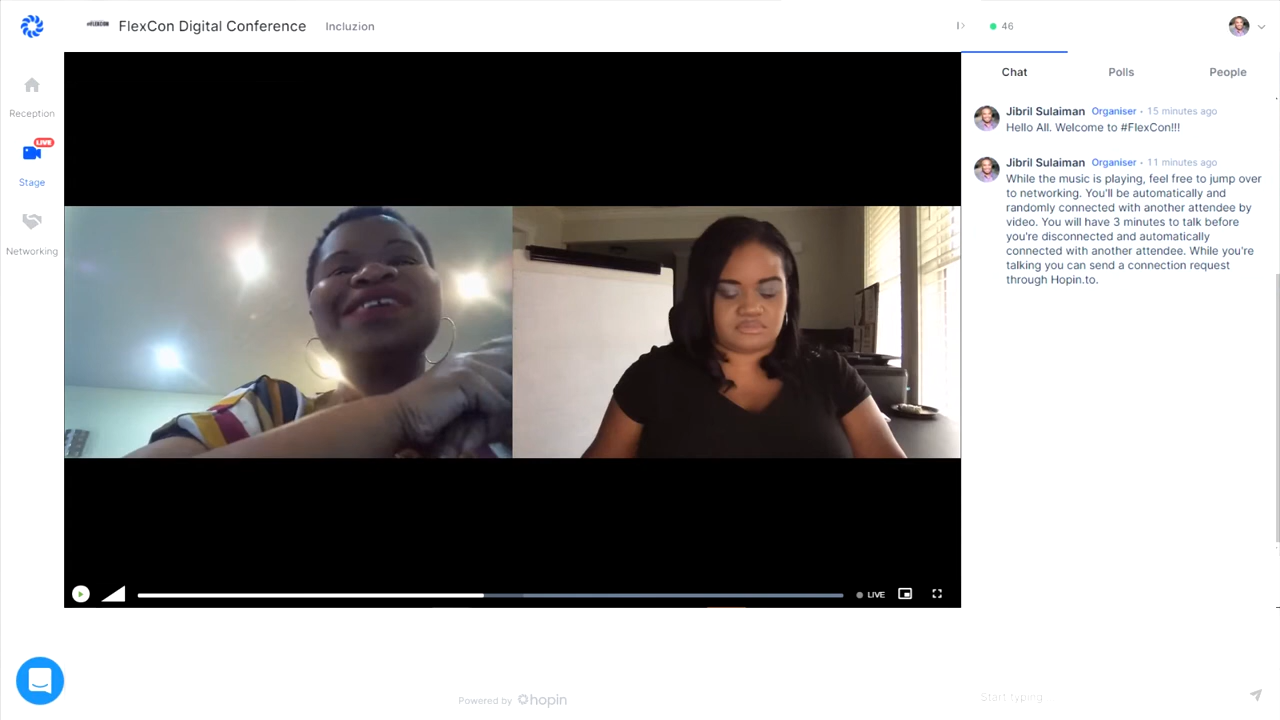 #FLEXCON
FlexCon Digital Conference
Incluzion
46
Reception
LIVE
Stage
Networking
Chat
Polls
People
Jibril Sulaiman Organiser • 15 minutes ago
Hello All. Welcome to #FlexCon!!!
Jibril Sulaiman Organiser • 11 minutes ago
While the music is playing, feel free to jump over
to networking. You'll be automatically and
randomly connected with another attendee by
video. You will have 3 minutes to talk before
you're disconnected and automatically
connected with another attendee. While you're
talking you can send a connection request
through Hopin.to.
LIVE
Powered by hopin
Start typing